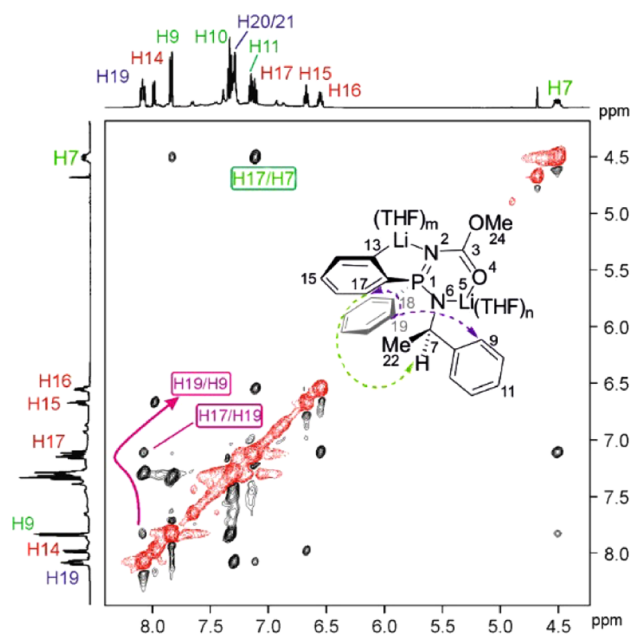 H20/21
H9 H10
H14 H11
H19 H17 H15 H7
H16
ppm
H7
H17/H7
4.5
(THF)m
OMe
5.0
Li N 2 3 24
13 4
O
15 17 P 1 5
6 N Li
(THF)n
5.5
18
19 9
6.0
Me 22 7
H 11
H16
H19/H9
6.5
H15
H17/H19
H17
7.0
7.5
H9
H14
8.0
H19
8.0 7.5 7.0 6.5 6.0 5.5 5.0 4.5
ppm